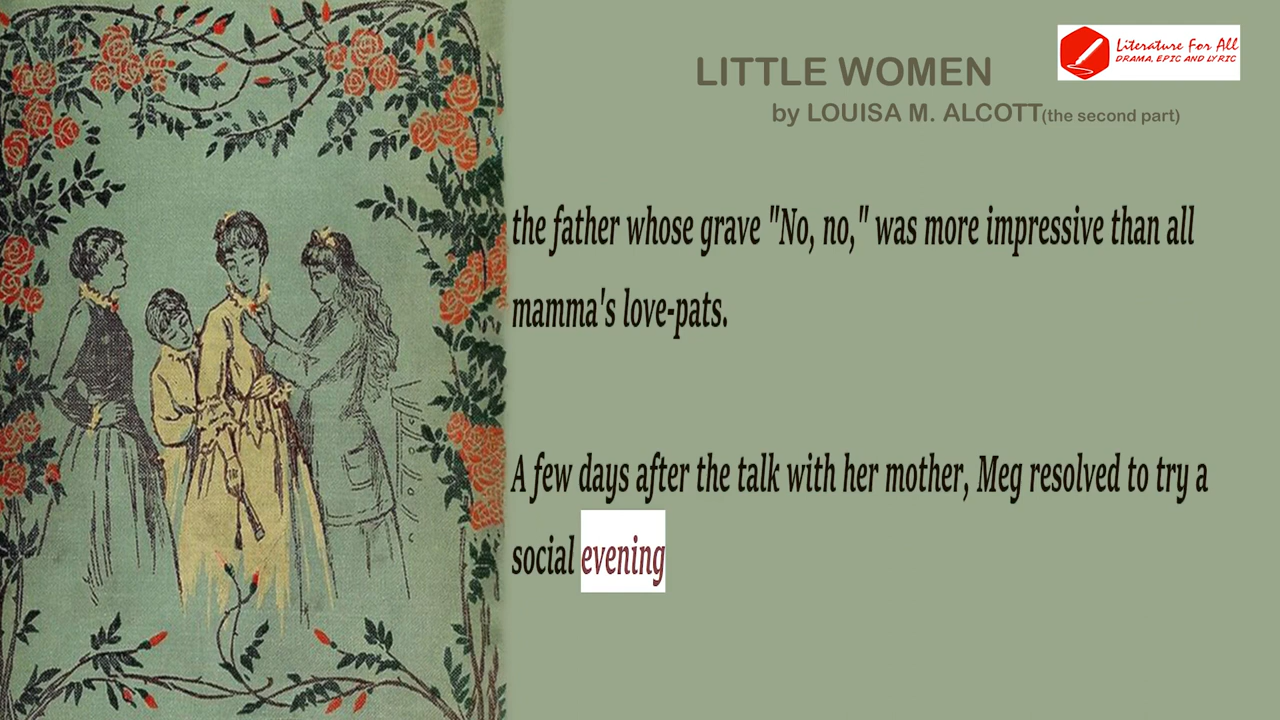 LITTLE WOMEN
by LOUISA M. ALCOTT(the second part)
Literature For All
DRAMA, EPIC AND LYRIC
the father whose grave "No, no," was more impressive than all
mamma's love-pats.
A few days after the talk with her mother, Meg resolved to try a
social evening